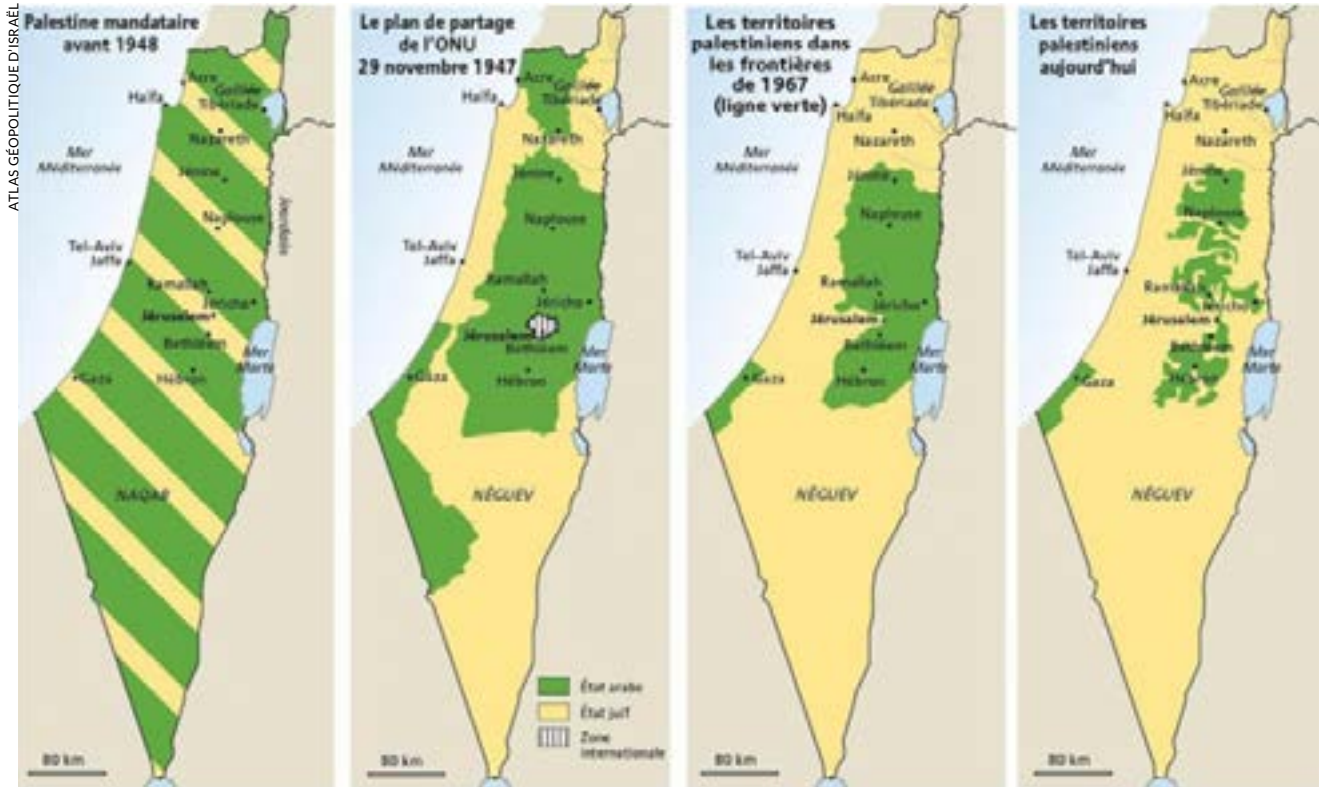 ATLAS GÉOPOLITIQUE D'ISRAËL
Palestine mandataire
avant 1948
Acre
Haïfa
Galilée
Tibériade
Nazareth
Mer
Méditerranée
Jénine
Naplouse
Jourdain
Tel-Aviv
Jaffa
Ramallah
Jéricho
Jérusalem
Bethléem
Mer
Morte
Gaza
Hébron
NAQAB
80 km
Le plan de partage
de l'ONU
29 novembre 1947
Acre
Haïfa
Galilée
Tibériade
Nazareth
Mer
Méditerranée
Jénine
Naplouse
Tel-Aviv
Jaffa
Ramallah
Jéricho
Jérusalem
Bethléem
Mer
Morte
Gaza
Hébron
NÉGUEV
État arabe
État juif
Zone
internationale
80 km
Les territoires
palestiniens dans
les frontières
de 1967
(ligne verte)
Acre
Galilée
Tibériade
Haïfa
Nazareth
Mer
Méditerranée
Jénine
Naplouse
Tel-Aviv
Jaffa
Ramallah
Jéricho
Jérusalem
Bethléem
Mer
Morte
Gaza
Hébron
NÉGUEV
80 km
Les territoires
palestiniens
aujourd'hui
Acre
Galilée
Tibériade
Haïfa
Nazareth
Mer
Méditerranée
Jénine
Naplouse
Tel-Aviv
Jaffa
Ramallah
Jéricho
Jérusalem
Bethléem
Mer
Morte
Gaza
Hébron
NÉGUEV
80 km